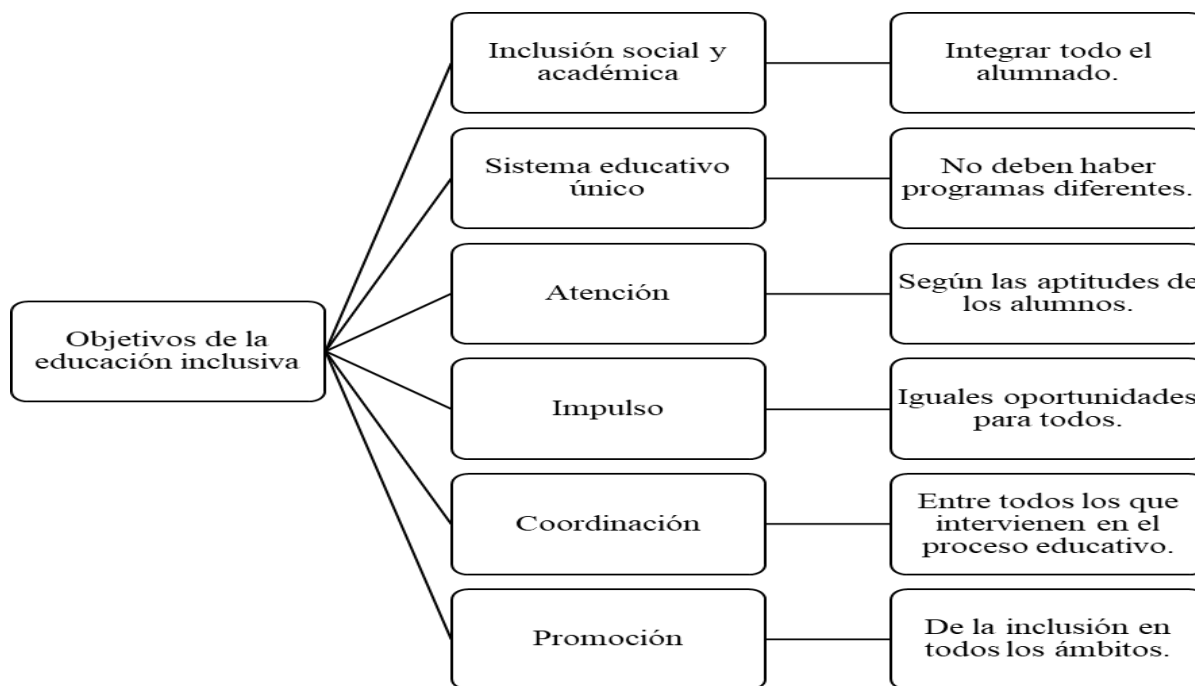 Objetivos de la
educación inclusiva
Inclusión social y
académica
Integrar todo el
alumnado.
Sistema educativo
único
No deben haber
programas diferentes.
Atención
Según las aptitudes de
los alumnos.
Impulso
Iguales oportunidades
para todos.
Coordinación
Entre todos los que
intervienen en el
proceso educativo.
Promoción
De la inclusión en
todos los ámbitos.